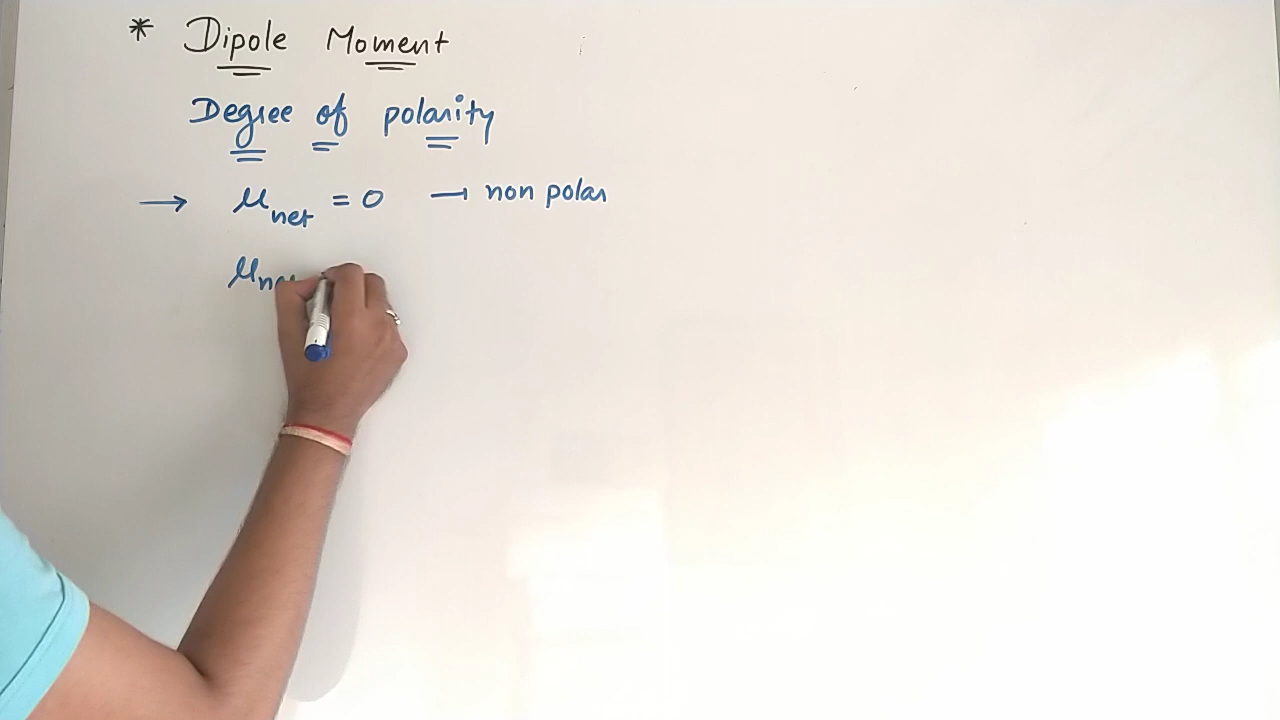 * Dipole Moment
Degree of polarity
→ μnet = 0 → non polar